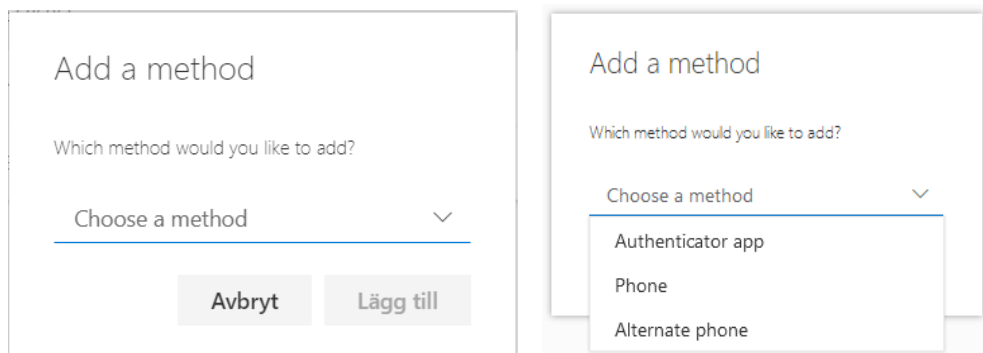 Add a method
Which method would you like to add?
Choose a method
Avbryt
Lägg till
Add a method
Which method would you like to add?
Choose a method
Authenticator app
Phone
Alternate phone